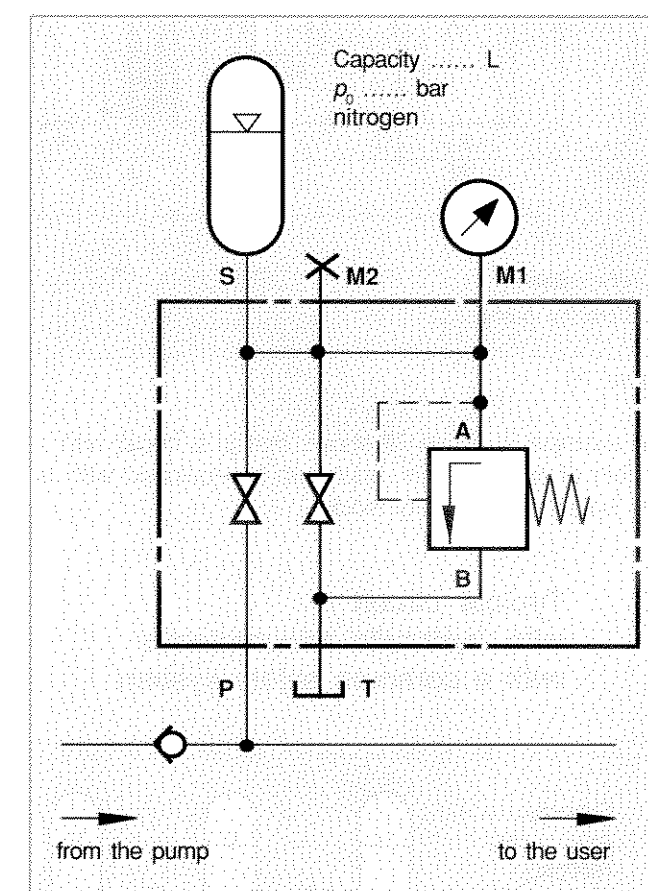 Capacity ...... L
p0 ...... bar
nitrogen
S
M2
M1
A
B
P
T
from the pump
to the user